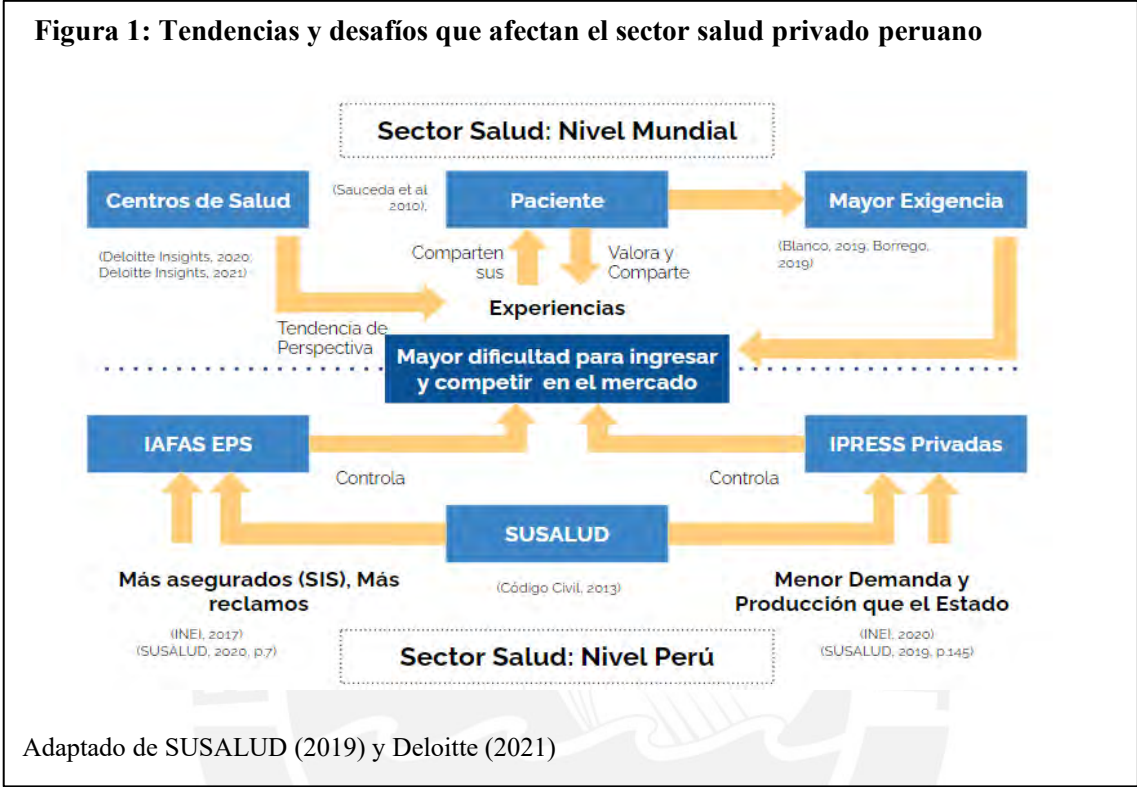 Figura 1: Tendencias y desafíos que afectan el sector salud privado peruano
Sector Salud: Nivel Mundial
Centros de Salud
(Deloitte Insights, 2020;
Deloitte Insights, 2021)
(Sauceda et al
2010),
Paciente
Mayor Exigencia
(Blanco, 2019, Borrego,
2019)
Comparten
sus
Valora y
Comparte
Experiencias
Tendencia de
Perspectiva
Mayor dificultad para ingresar
y competir en el mercado
IAFAS EPS
IPRESS Privadas
Controla
Controla
SUSALUD
(Código Civil, 2013)
Más asegurados (SIS), Más
reclamos
(INEI, 2017)
(SUSALUD, 2020, p.7)
Menor Demanda y
Producción que el Estado
(INEI, 2020)
(SUSALUD, 2019, p.145)
Sector Salud: Nivel Perú
Adaptado de SUSALUD (2019) y Deloitte (2021)